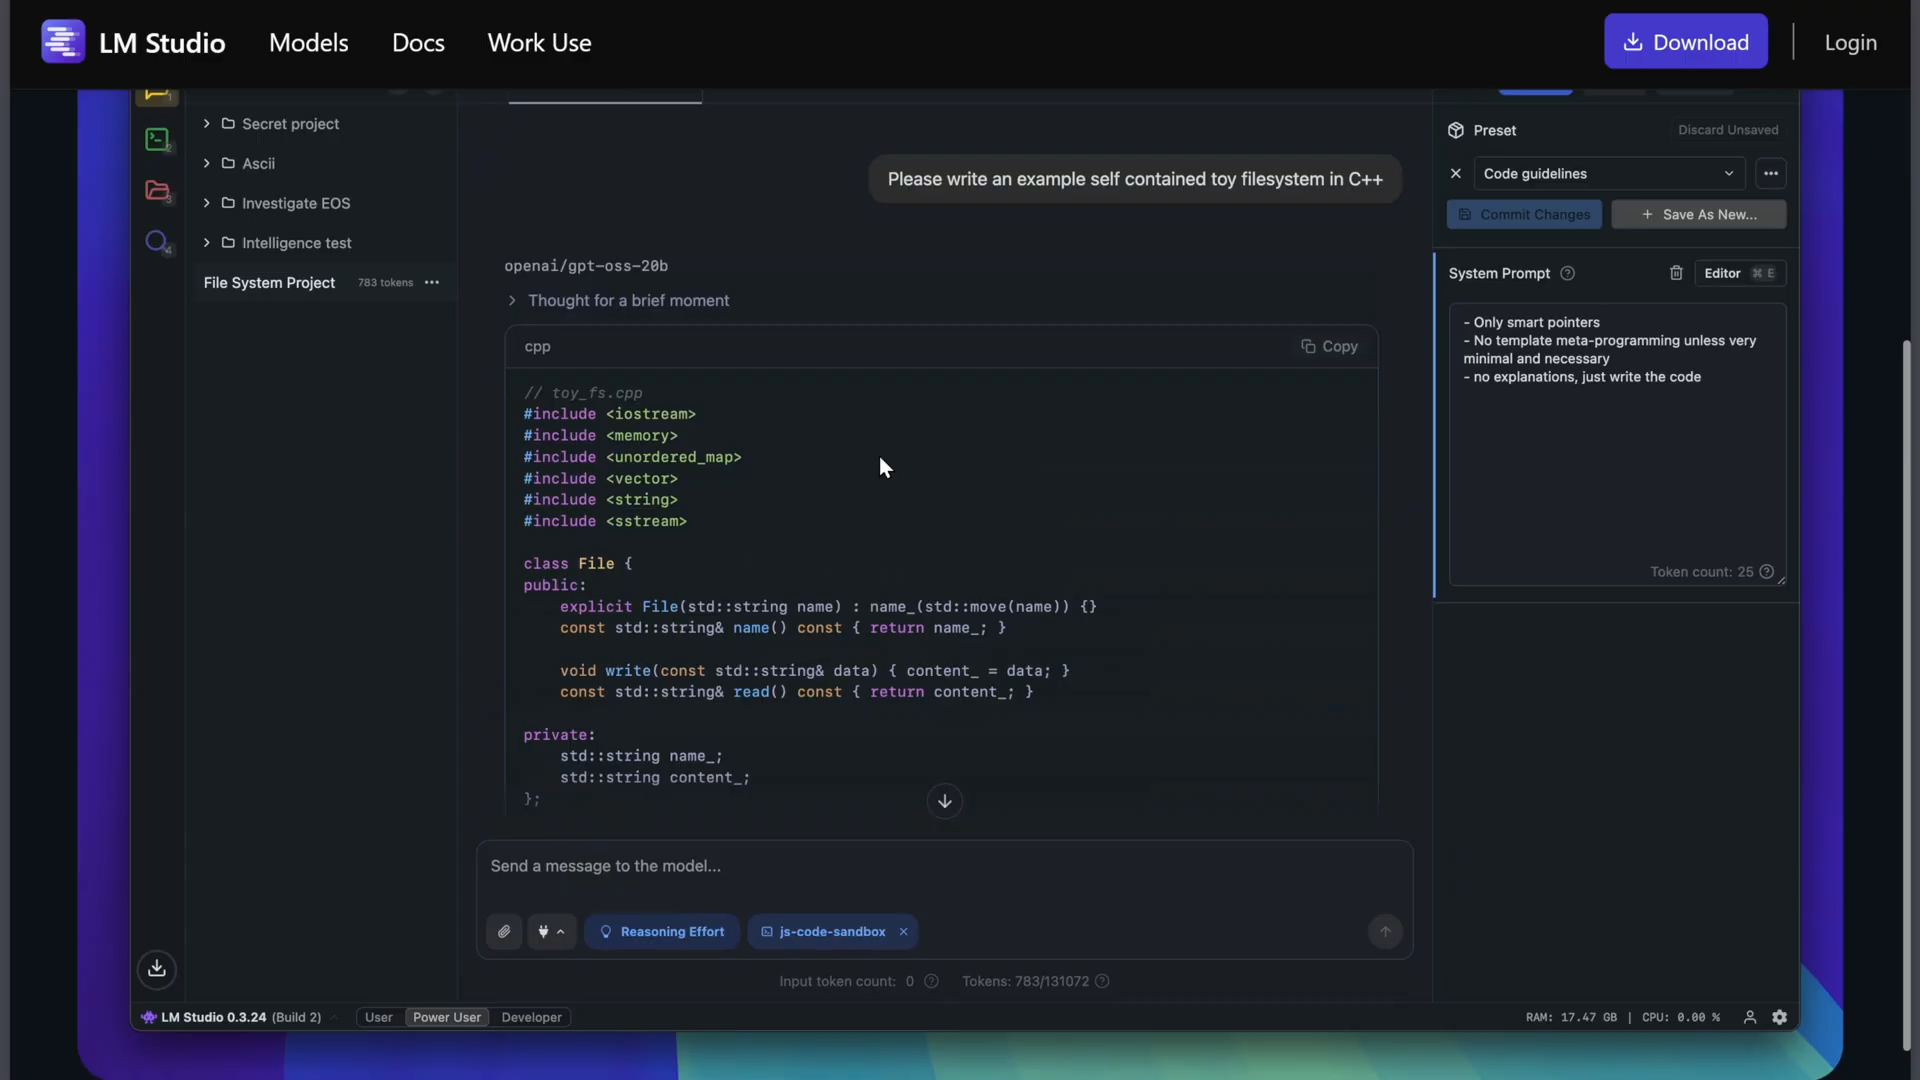 LM Studio
Models
Docs
Work Use
Download
Login
1
2
3
4
Secret project
Ascii
Investigate EOS
Intelligence test
File System Project 783 tokens
Please write an example self contained toy filesystem in C++
openai/gpt-oss-20b
Thought for a brief moment
cpp
Copy
// toy_fs.cpp
#include <iostream>
#include <memory>
#include <unordered_map>
#include <vector>
#include <string>
#include <sstream>
class File {
public:
explicit File(std::string name) : name_(std::move(name)) {}
const std::string& name() const { return name_; }
void write(const std::string& data) { content_ = data; }
const std::string& read() const { return content_; }
private:
std::string name_;
std::string content_;
};
Send a message to the model...
Reasoning Effort
js-code-sandbox
Input token count: 0
Tokens: 783/131072
Preset
Discard Unsaved
Code guidelines
Commit Changes
+ Save As New...
System Prompt
Editor ⌘ E
- Only smart pointers
- No template meta-programming unless very
minimal and necessary
- no explanations, just write the code
Token count: 25
LM Studio 0.3.24 (Build 2)
User
Power User
Developer
RAM: 17.47 GB | CPU: 0.00 %